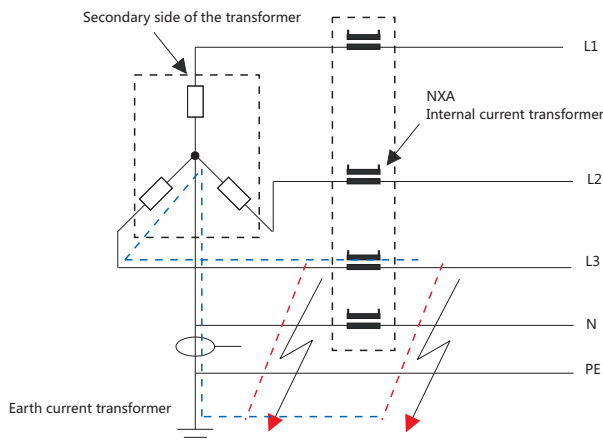 Secondary side of the transformer
L1
NXA
Internal current transformer
L2
L3
N
PE
Earth current transformer